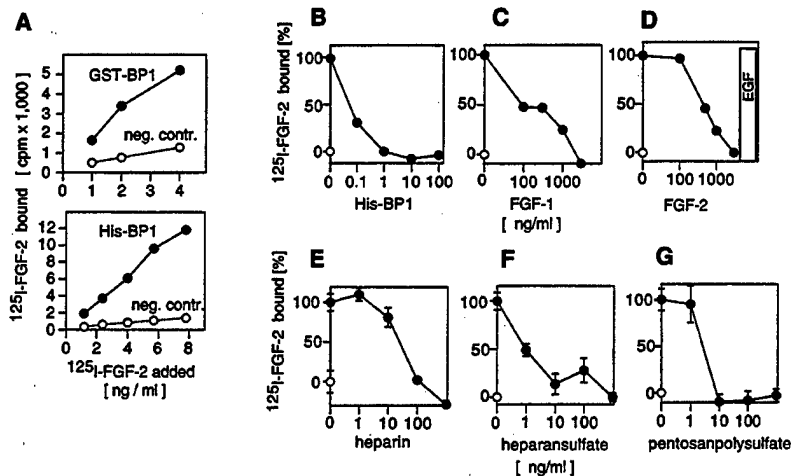 A
GST-BP1
neg. contr.
5
4
3
2
1
0
0 1 2 3 4
His-BP1
neg. contr.
12
10
8
6
4
2
0
0 2 4 6 8
125I-FGF-2 bound [ cpm x 1,000 ]
125I-FGF-2 added
[ ng / ml ]
B
125I-FGF-2 bound [%]
100
50
0
0 0.1 1 10 100
His-BP1
C
100
50
0
0 100 1000
FGF-1
[ ng/ml ]
D
100
50
0
0 100 1000
FGF-2
EGF
E
125I-FGF-2 bound [%]
100
50
0
0 1 10 100
heparin
F
100
50
0
0 1 10 100
heparansulfate
[ ng/ml ]
G
100
50
0
0 1 10 100
pentosanpolysulfate